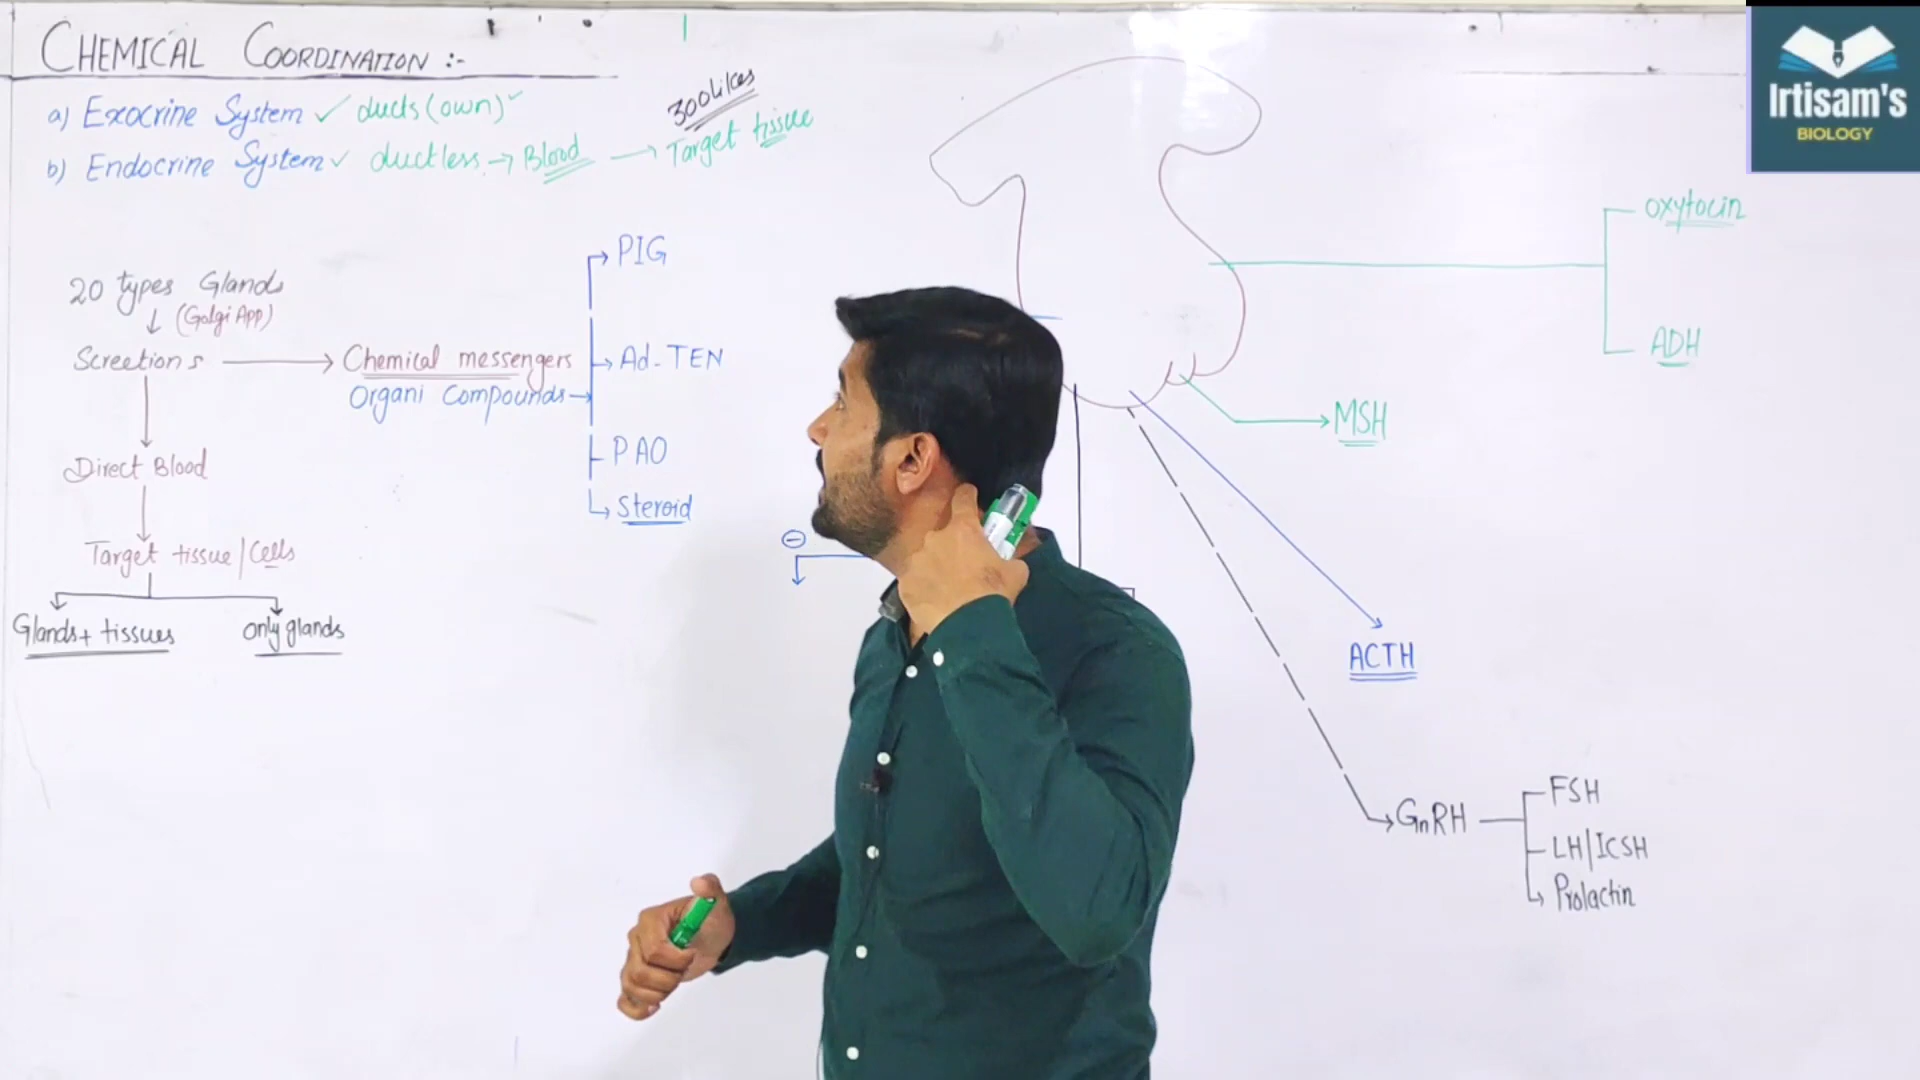 CHEMICAL COORDINATION :-
a) Exocrine System ✓ ducts (own) ✓
b) Endocrine System ✓ ductless → Blood → Target tissue
300 likes
20 types Glands
↓ (Golgi App)
Screetions → Chemical messengers
Organi Compounds →
Direct Blood
Target tissue/Cells
Glands + tissues
only glands
PIG
Ad-TEN
PAO
Steroid
⊖
oxytocin
ADH
MSH
ACTH
GnRH
FSH
LH/ICSH
Prolactin
Irtisam's
BIOLOGY